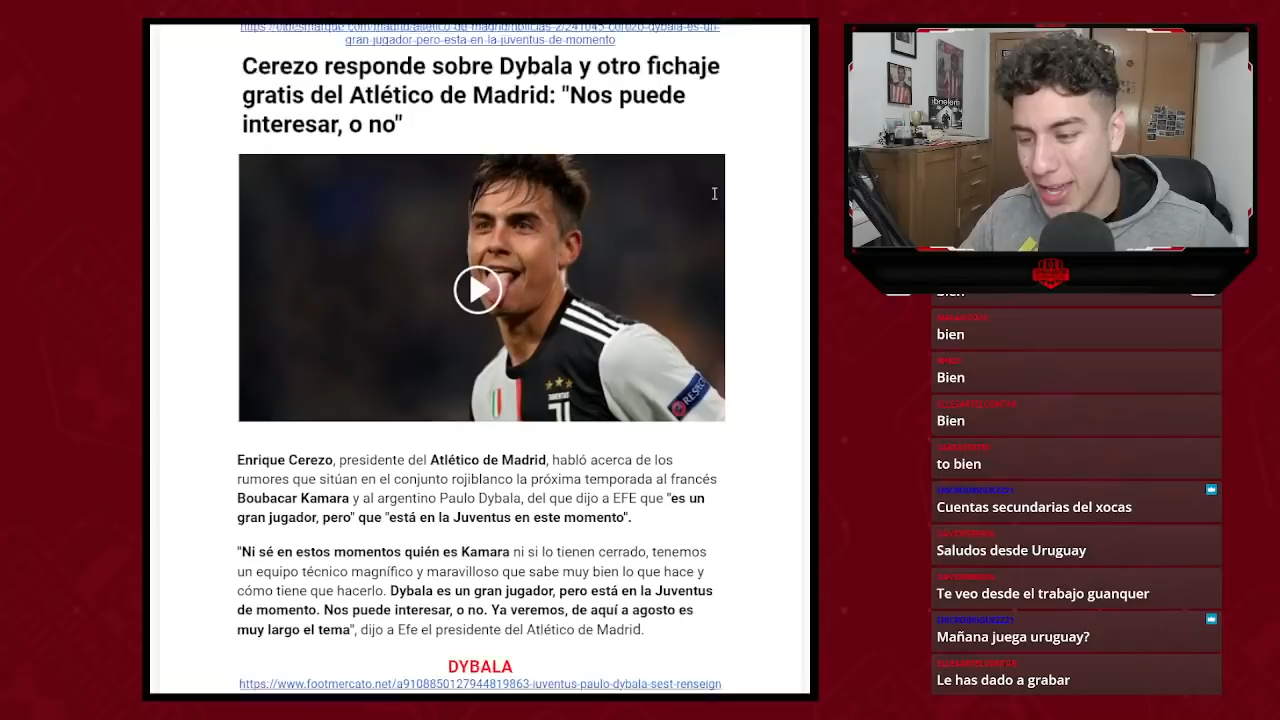 gran-jugador-pero-esta-en-la-juventus-de-momento
Cerezo responde sobre Dybala y otro fichaje
gratis del Atlético de Madrid: "Nos puede
interesar, o no"
RESPECT
JUVENTUS
Enrique Cerezo, presidente del Atlético de Madrid, habló acerca de los
rumores que sitúan en el conjunto rojiblanco la próxima temporada al francés
Boubacar Kamara y al argentino Paulo Dybala, del que dijo a EFE que "es un
gran jugador, pero" que "está en la Juventus en este momento".
"Ni sé en estos momentos quién es Kamara ni si lo tienen cerrado, tenemos
un equipo técnico magnífico y maravilloso que sabe muy bien lo que hace y
cómo tiene que hacerlo. Dybala es un gran jugador, pero está en la Juventus
de momento. Nos puede interesar, o no. Ya veremos, de aquí a agosto es
muy largo el tema", dijo a Efe el presidente del Atlético de Madrid.
DYBALA
https://www.footmercato.net/a9108850127944819863-juventus-paulo-dybala-sest-renseign
bien
Bien
Bien
to bien
Cuentas secundarias del xocas
Saludos desde Uruguay
Te veo desde el trabajo guanquer
Mañana juega uruguay?
Le has dado a grabar